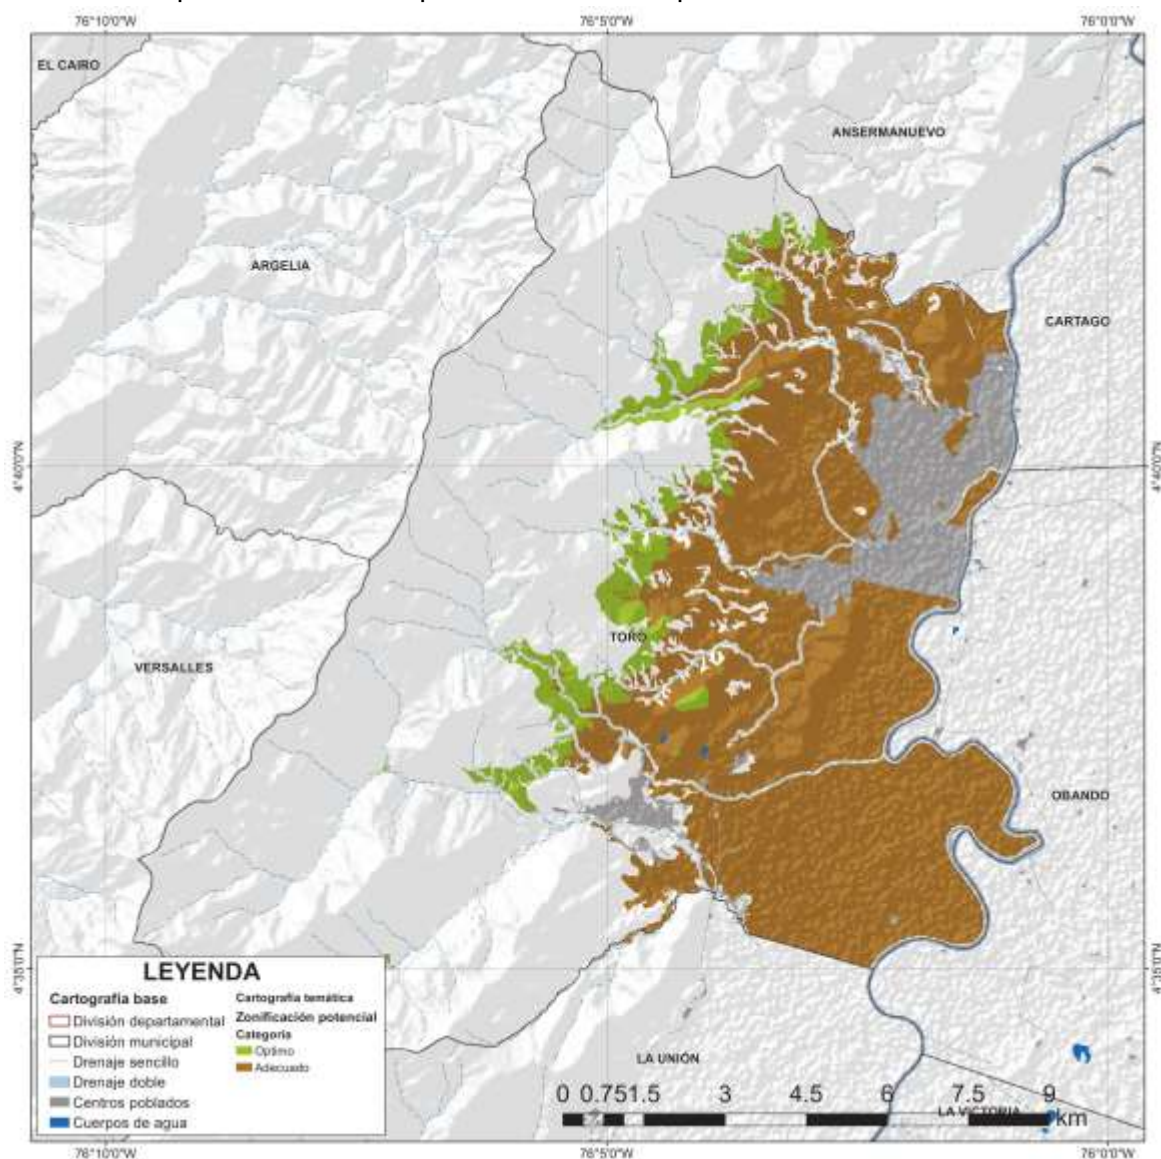 76°10'0"W 76°5'0"W 76°0'0"W
EL CAIRO
ANSERMANUEVO
ARGELIA
CARTAGO
4°40'0"N 4°40'0"N
TORO
VERSALLES
OBANDO
4°35'0"N 4°35'0"N
LEYENDA
Cartografía base
División departamental
División municipal
Drenaje sencillo
Drenaje doble
Centros poblados
Cuerpos de agua
Cartografía temática
Zonificación potencial
Categoría
Optimo
Adecuado
LA UNIÓN
0 0.75 1.5 3 4.5 6 7.5 9
km
LA VICTORIA
76°10'0"W 76°5'0"W 76°0'0"W